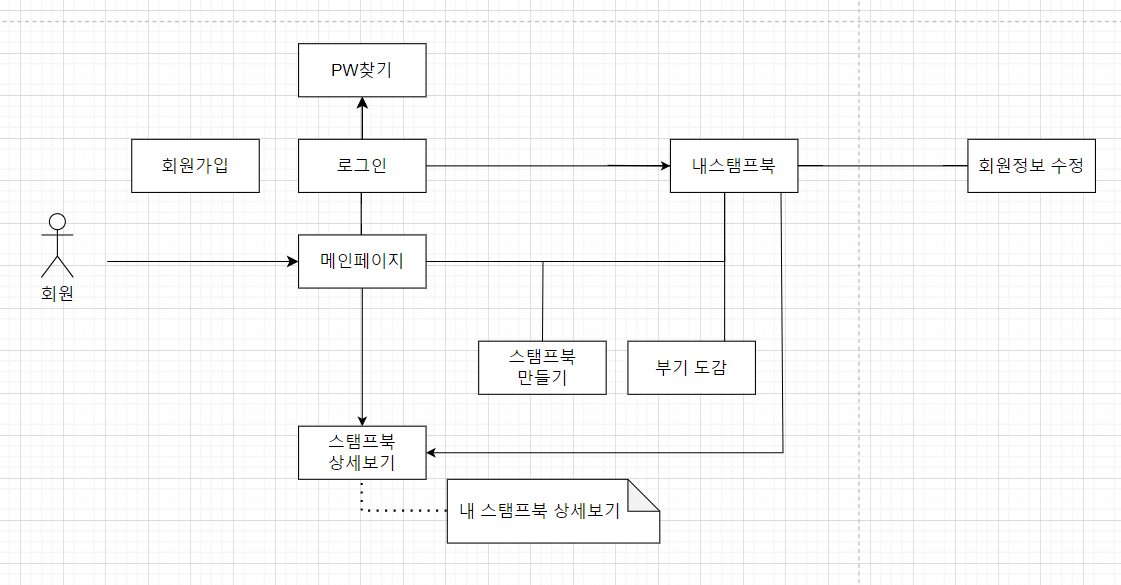 PW찾기
회원가입
로그인
내스탬프북
회원정보 수정
메인페이지
회원
스탬프북
만들기
부기 도감
스탬프북
상세보기
내 스탬프북 상세보기